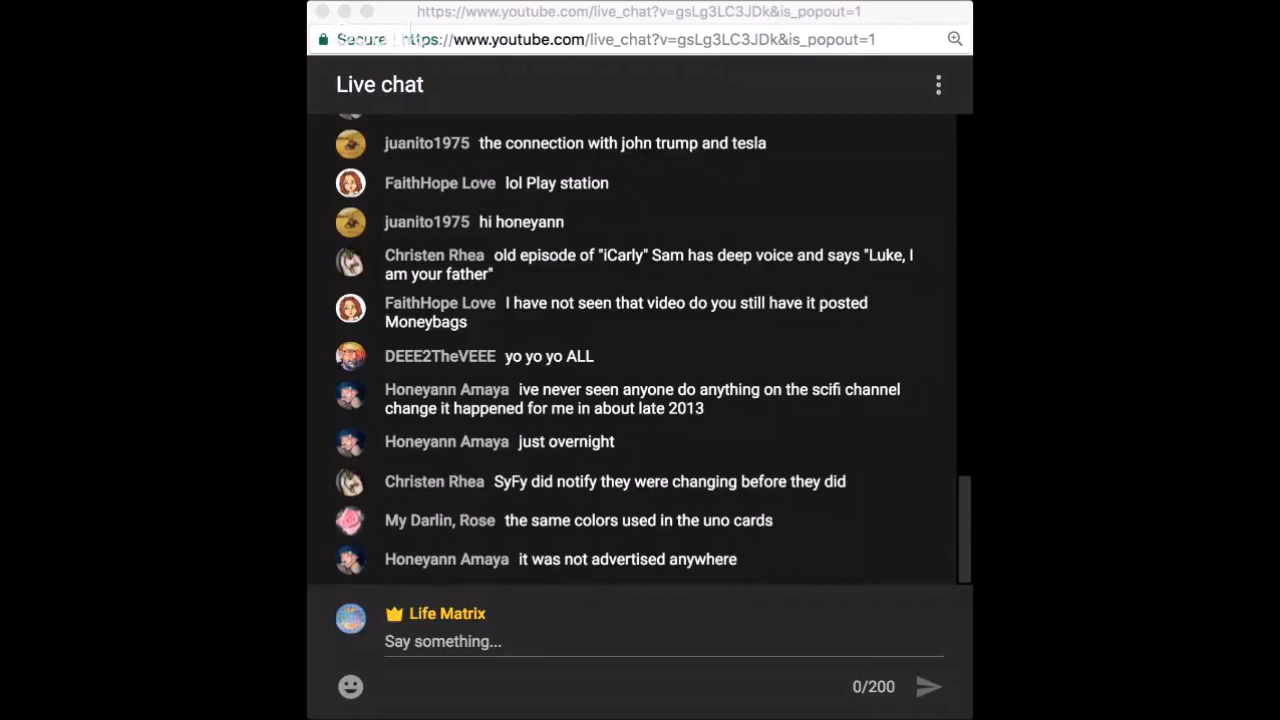 https://www.youtube.com/live_chat?v=gsLg3LC3JDk&is_popout=1
Secure https://www.youtube.com/live_chat?v=gsLg3LC3JDk&is_popout=1
Live chat
juanito1975 the connection with john trump and tesla
FaithHope Love lol Play station
juanito1975 hi honeyann
Christen Rhea old episode of "iCarly" Sam has deep voice and says "Luke, I
am your father"
FaithHope Love I have not seen that video do you still have it posted
Moneybags
DEEE2TheVEEE yo yo yo ALL
Honeyann Amaya ive never seen anyone do anything on the scifi channel
change it happened for me in about late 2013
Honeyann Amaya just overnight
Christen Rhea SyFy did notify they were changing before they did
My Darlin, Rose the same colors used in the uno cards
Honeyann Amaya it was not advertised anywhere
Life Matrix
Say something...
0/200